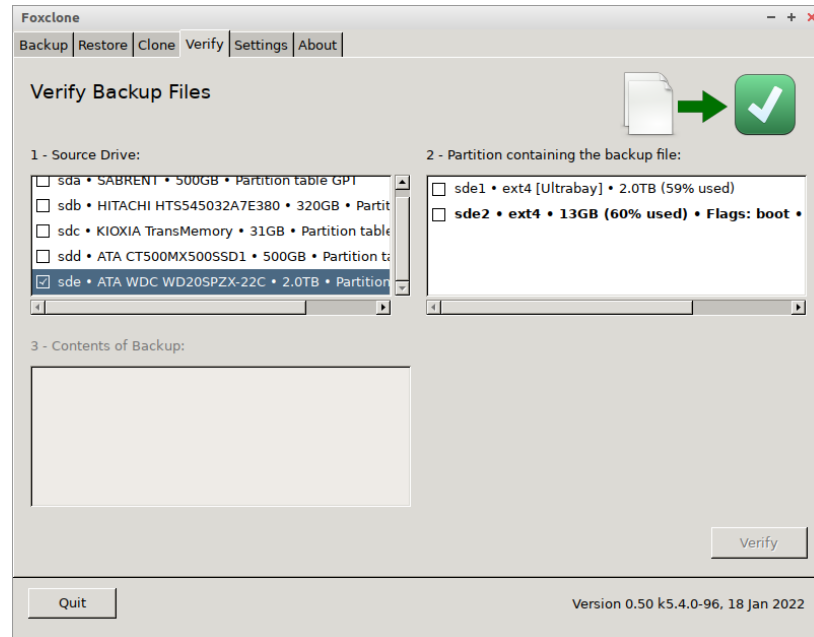 Foxclone
Backup Restore Clone Verify Settings About
Verify Backup Files
1 - Source Drive:
sda • SABRENT • 500GB • Partition table GPT
sdb • HITACHI HTS545032A7E380 • 320GB • Partit
sdc • KIOXIA TransMemory • 31GB • Partition table
sdd • ATA CT500MX500SSD1 • 500GB • Partition ta
sde • ATA WDC WD20SPZX-22C • 2.0TB • Partition
2 - Partition containing the backup file:
sde1 • ext4 [Ultrabay] • 2.0TB (59% used)
sde2 • ext4 • 13GB (60% used) • Flags: boot •
3 - Contents of Backup:
Verify
Quit
Version 0.50 k5.4.0-96, 18 Jan 2022